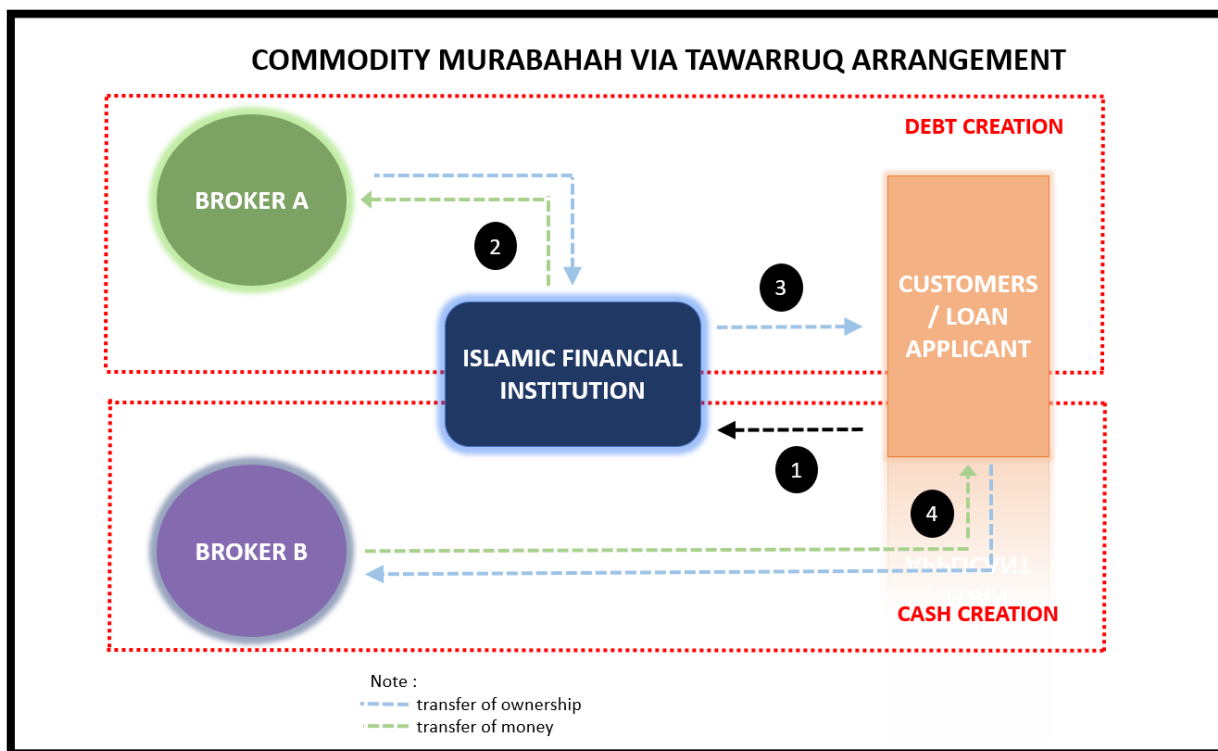 COMMODITY MURABAHAH VIA TAWARRUQ ARRANGEMENT
DEBT CREATION
BROKER A
2
3
CUSTOMERS
/ LOAN
APPLICANT
ISLAMIC FINANCIAL
INSTITUTION
1
4
BROKER B
CASH CREATION
Note :
transfer of ownership
transfer of money